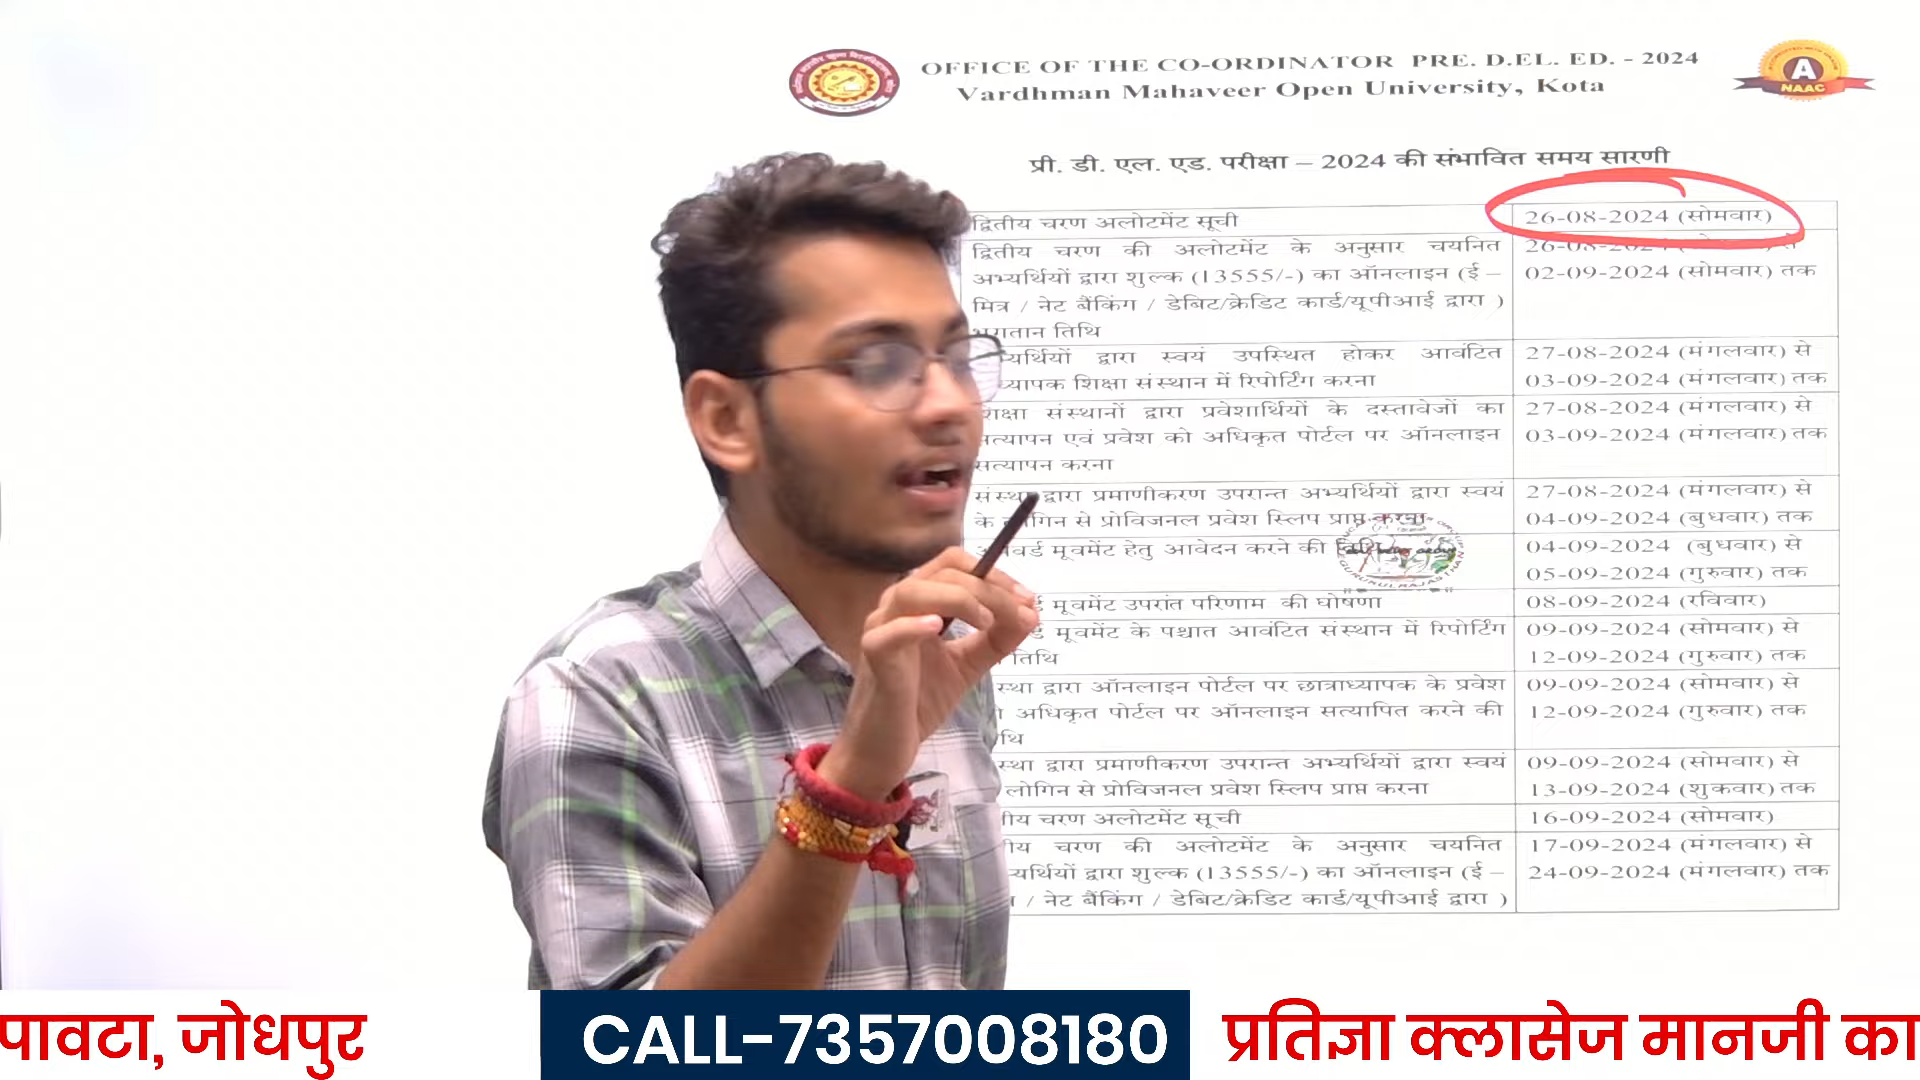 OFFICE OF THE CO-ORDINATOR PRE. D.EL. ED. - 2024
Vardhman Mahaveer Open University, Kota
A
NAAC
प्री. डी. एल. एड. परीक्षा – 2024 की संभावित समय सारणी
द्वितीय चरण अलोटमेंट सूची
26-08-2024 (सोमवार)
द्वितीय चरण की अलोटमेंट के अनुसार चयनित
अभ्यर्थियों द्वारा शुल्क (13555/-) का ऑनलाइन (ई –
मित्र / नेट बैंकिंग / डेबिट/क्रेडिट कार्ड/यूपीआई द्वारा )
तिथि
02-09-2024 (सोमवार) तक
द्वारा स्वयं उपस्थित होकर आवंटित
शिक्षा संस्थान में रिपोर्टिंग करना
27-08-2024 (मंगलवार) से
03-09-2024 (मंगलवार) तक
संस्थानों द्वारा प्रवेशार्थियों के दस्तावेजों का
एवं प्रवेश को अधिकृत पोर्टल पर ऑनलाइन
सत्यापन करना
27-08-2024 (मंगलवार) से
03-09-2024 (मंगलवार) तक
द्वारा प्रमाणीकरण उपरान्त अभ्यर्थियों द्वारा स्वयं
के से प्रोविजनल प्रवेश स्लिप प्राप्त करना
27-08-2024 (मंगलवार) से
04-09-2024 (बुधवार) तक
मूवमेंट हेतु आवेदन करने की
04-09-2024 (बुधवार) से
05-09-2024 (गुरुवार) तक
मूवमेंट उपरांत परिणाम की घोषणा
08-09-2024 (रविवार)
मूवमेंट के पश्चात आवंटित संस्थान में रिपोर्टिंग
तिथि
09-09-2024 (सोमवार) से
12-09-2024 (गुरुवार) तक
द्वारा ऑनलाइन पोर्टल पर छात्राध्यापक के प्रवेश
अधिकृत पोर्टल पर ऑनलाइन सत्यापित करने की
09-09-2024 (सोमवार) से
12-09-2024 (गुरुवार) तक
द्वारा प्रमाणीकरण उपरान्त अभ्यर्थियों द्वारा स्वयं
लोगिन से प्रोविजनल प्रवेश स्लिप प्राप्त करना
09-09-2024 (सोमवार) से
13-09-2024 (शुकवार) तक
चरण अलोटमेंट सूची
16-09-2024 (सोमवार)
चरण की अलोटमेंट के अनुसार चयनित
द्वारा शुल्क (13555/-) का ऑनलाइन (ई –
/ नेट बैंकिंग / डेबिट/क्रेडिट कार्ड/यूपीआई द्वारा )
17-09-2024 (मंगलवार) से
24-09-2024 (मंगलवार) तक
पावटा, जोधपुर
CALL-7357008180
प्रतिज्ञा क्लासेज मानजी का